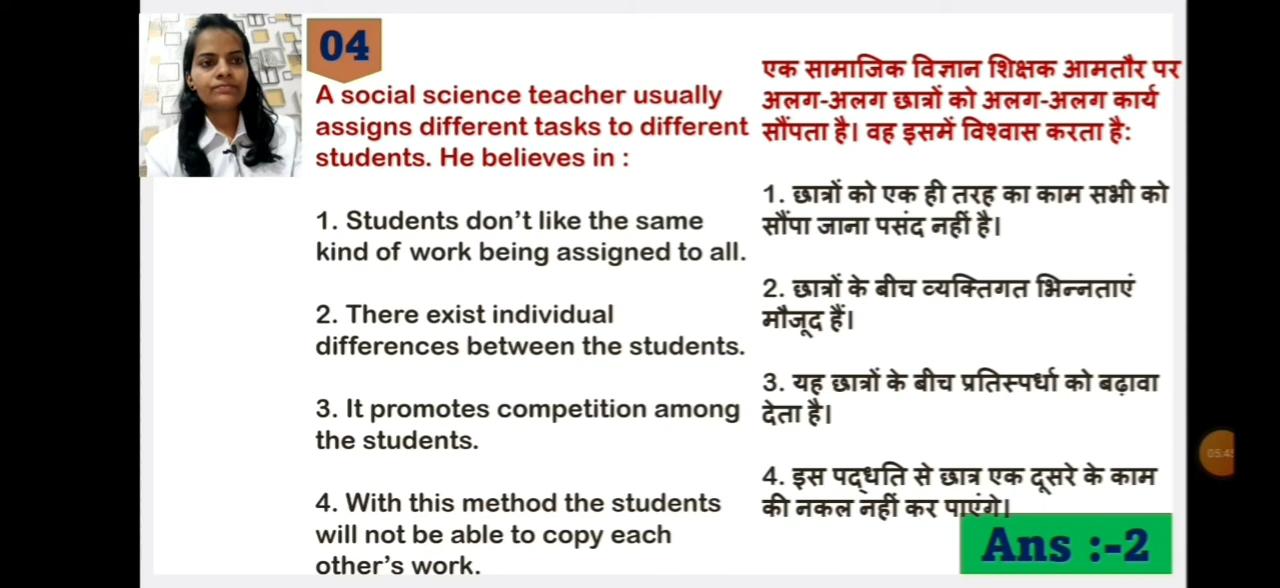 04
A social science teacher usually
assigns different tasks to different
students. He believes in :
1. Students don't like the same
kind of work being assigned to all.
2. There exist individual
differences between the students.
3. It promotes competition among
the students.
4. With this method the students
will not be able to copy each
other's work.
एक सामाजिक विज्ञान शिक्षक आमतौर पर
अलग-अलग छात्रों को अलग-अलग कार्य
सौंपता है। वह इसमें विश्वास करता है:
1. छात्रों को एक ही तरह का काम सभी को
सौंपा जाना पसंद नहीं है।
2. छात्रों के बीच व्यक्तिगत भिन्नताएं
मौजूद हैं।
3. यह छात्रों के बीच प्रतिस्पर्धा को बढ़ावा
देता है।
4. इस पद्धति से छात्र एक दूसरे के काम
की नकल नहीं कर पाएंगे।
Ans :-2